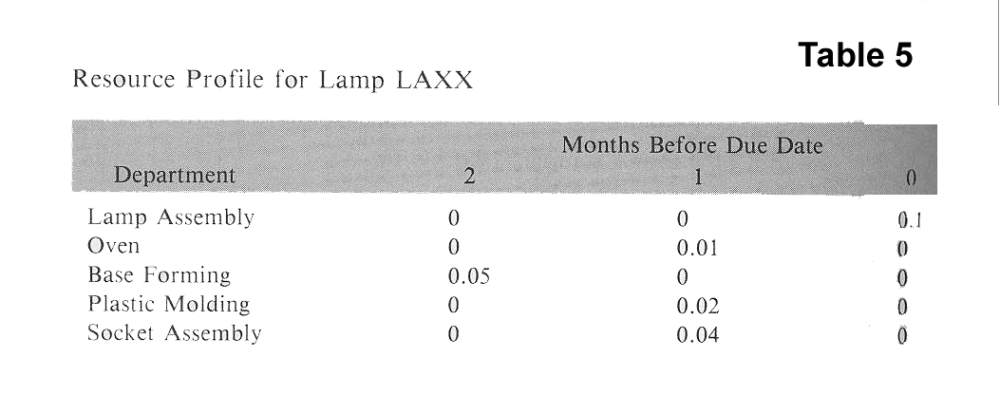 Table 5
Resource Profile for Lamp LAXX
Months Before Due Date
Department 2 1 0
Lamp Assembly 0 0 0.1
Oven 0 0.01 0
Base Forming 0.05 0 0
Plastic Molding 0 0.02 0
Socket Assembly 0 0.04 0